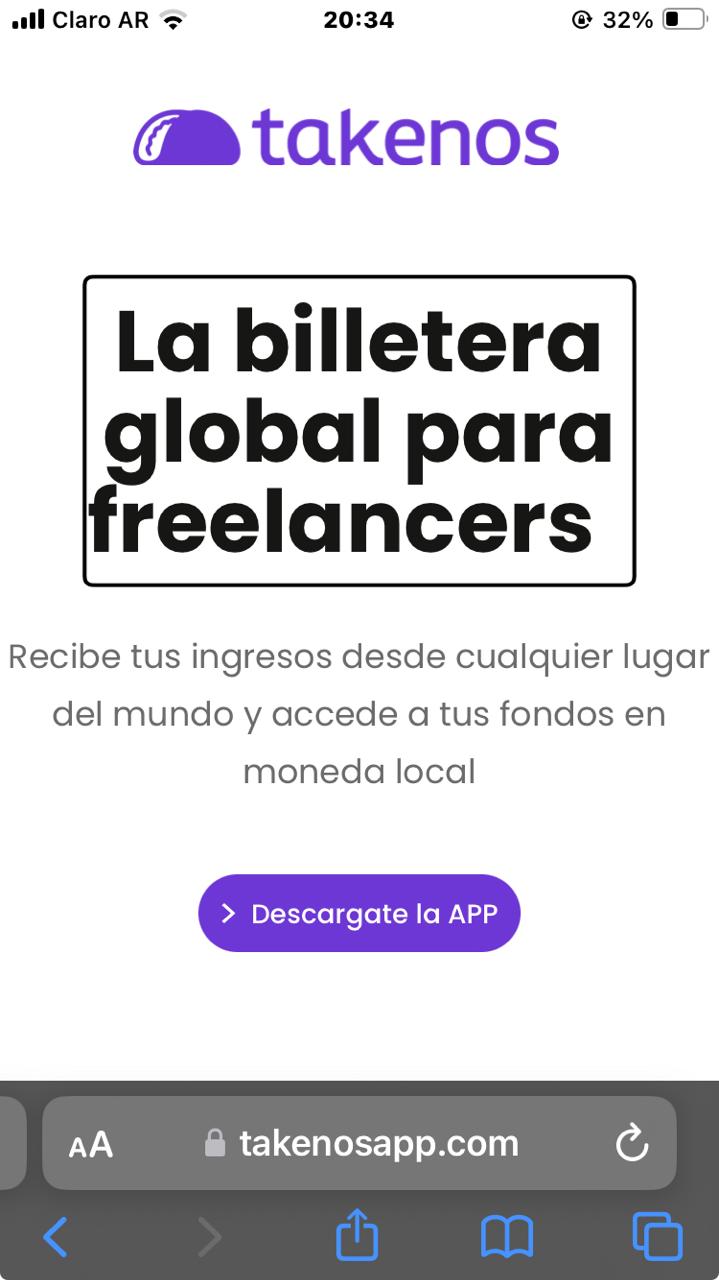 Claro AR 20:34 32%
takenos
La billetera
global para
freelancers
Recibe tus ingresos desde cualquier lugar
del mundo y accede a tus fondos en
moneda local
> Descargate la APP
AA takenosapp.com